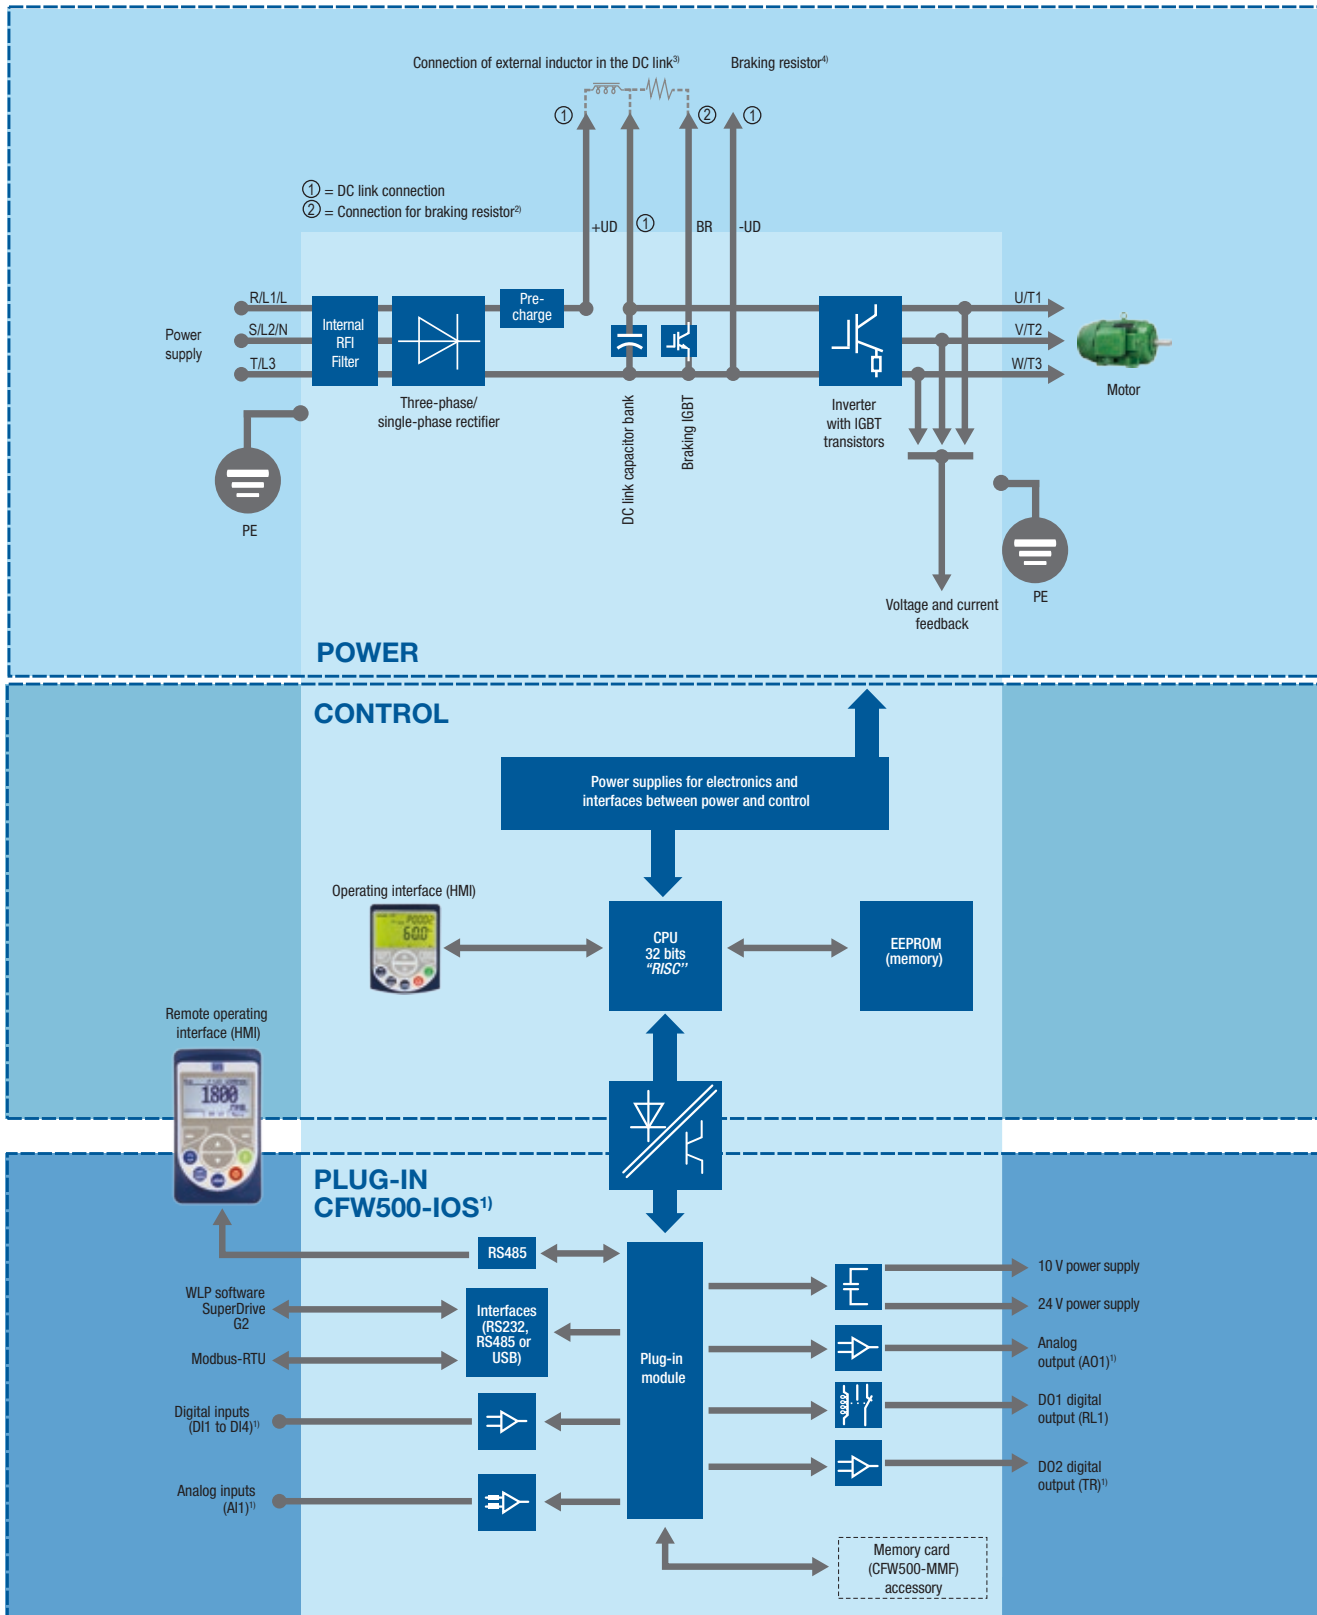 Connection of external inductor in the DC link3)
Braking resistor4)
1
2
1
1 = DC link connection
2 = Connection for braking resistor2)
+UD
1
BR
-UD
R/L1/L
S/L2/N
T/L3
Power
supply
Internal
RFI
Filter
Pre-
charge
U/T1
V/T2
W/T3
Motor
Three-phase/
single-phase rectifier
DC link capacitor bank
Braking IGBT
Inverter
with IGBT
transistors
PE
PE
Voltage and current
feedback
POWER
CONTROL
Power supplies for electronics and
interfaces between power and control
Operating interface (HMI)
P0002
60.0
CPU
32 bits
“RISC”
EEPROM
(memory)
Remote operating
interface (HMI)
1800
PLUG-IN
CFW500-IOS1)
RS485
WLP software
SuperDrive
G2
Modbus-RTU
Interfaces
(RS232,
RS485 or
USB)
Digital inputs
(DI1 to DI4)1)
Analog inputs
(AI1)1)
Plug-in
module
10 V power supply
24 V power supply
Analog
output (AO1)1)
DO1 digital
output (RL1)
DO2 digital
output (TR)1)
Memory card
(CFW500-MMF)
accessory